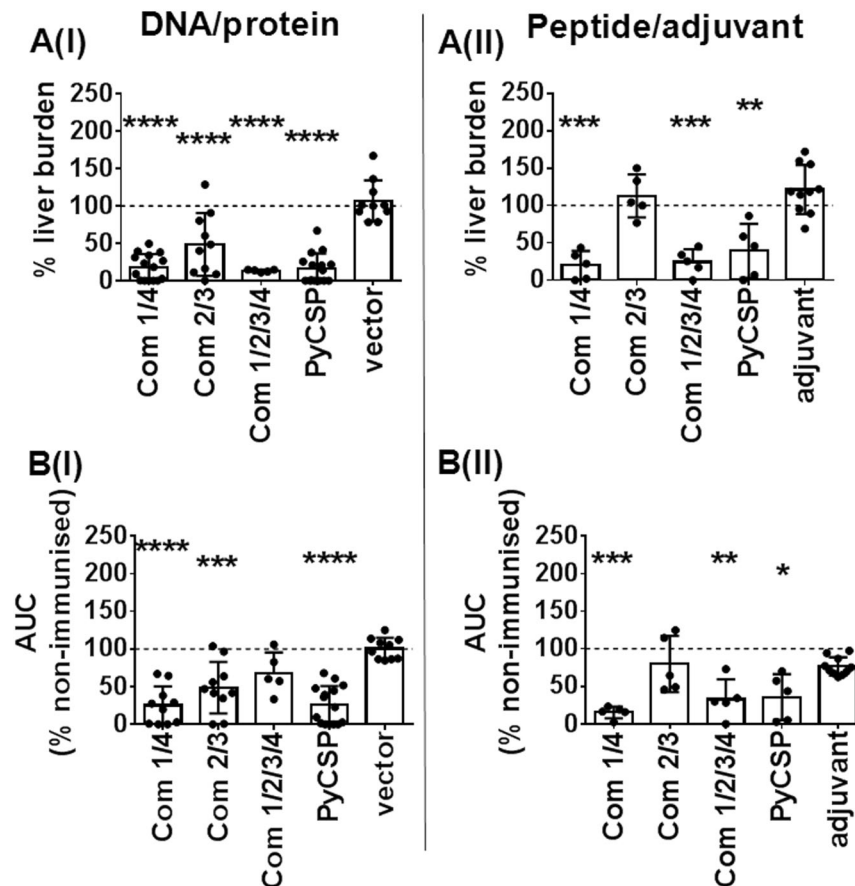 DNA/protein
Peptide/adjuvant
A(I)
% liver burden
250
200
150
100
50
0
**** **** **** ****
Com 1/4
Com 2/3
Com 1/2/3/4
PyCSP
vector
A(II)
% liver burden
250
200
150
100
50
0
*** *** **
Com 1/4
Com 2/3
Com 1/2/3/4
PyCSP
adjuvant
B(I)
AUC
(% non-immunised)
250
200
150
100
50
0
**** *** ****
Com 1/4
Com 2/3
Com 1/2/3/4
PyCSP
vector
B(II)
AUC
(% non-immunised)
250
200
150
100
50
0
*** ** *
Com 1/4
Com 2/3
Com 1/2/3/4
PyCSP
adjuvant